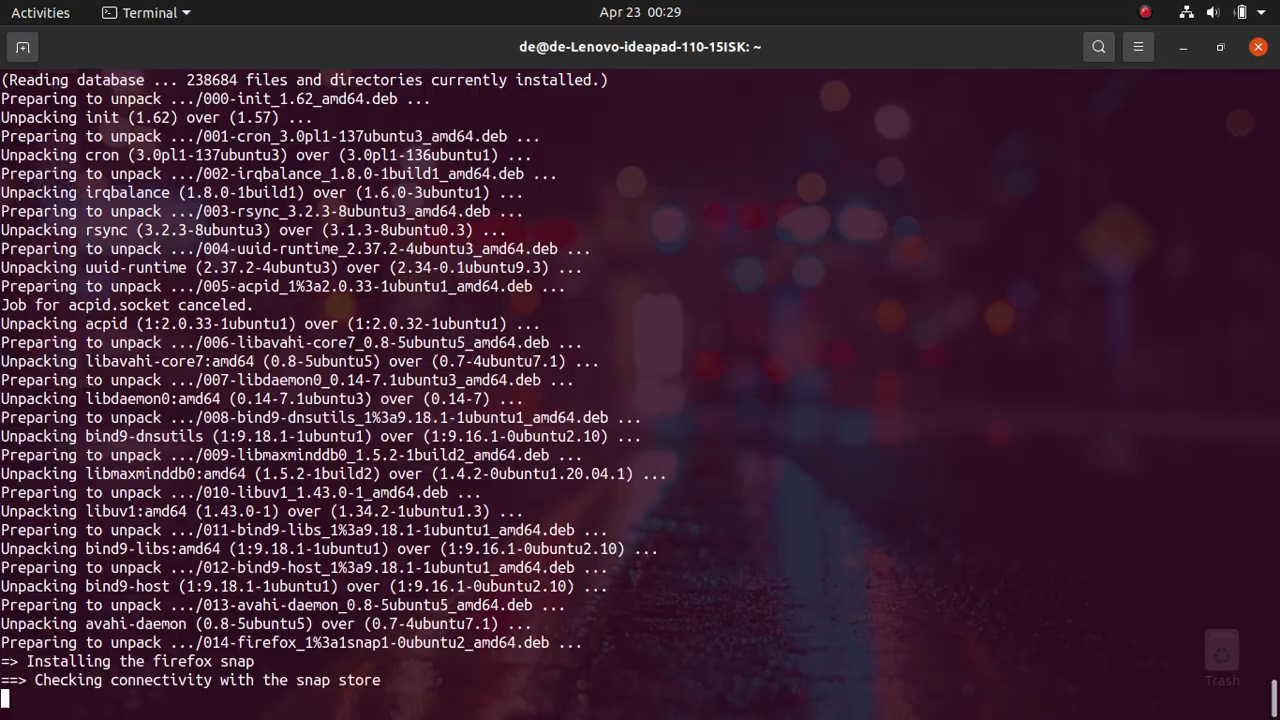 Activities
Terminal
Apr 23 00:29
de@de-Lenovo-ideapad-110-15ISK: ~
(Reading database ... 238684 files and directories currently installed.)
Preparing to unpack .../000-init_1.62_amd64.deb ...
Unpacking init (1.62) over (1.57) ...
Preparing to unpack .../001-cron_3.0pl1-137ubuntu3_amd64.deb ...
Unpacking cron (3.0pl1-137ubuntu3) over (3.0pl1-136ubuntu1) ...
Preparing to unpack .../002-irqbalance_1.8.0-1build1_amd64.deb ...
Unpacking irqbalance (1.8.0-1build1) over (1.6.0-3ubuntu1) ...
Preparing to unpack .../003-rsync_3.2.3-8ubuntu3_amd64.deb ...
Unpacking rsync (3.2.3-8ubuntu3) over (3.1.3-8ubuntu0.3) ...
Preparing to unpack .../004-uuid-runtime_2.37.2-4ubuntu3_amd64.deb ...
Unpacking uuid-runtime (2.37.2-4ubuntu3) over (2.34-0.1ubuntu9.3) ...
Preparing to unpack .../005-acpid_1%3a2.0.33-1ubuntu1_amd64.deb ...
Job for acpid.socket canceled.
Unpacking acpid (1:2.0.33-1ubuntu1) over (1:2.0.32-1ubuntu1) ...
Preparing to unpack .../006-libavahi-core7_0.8-5ubuntu5_amd64.deb ...
Unpacking libavahi-core7:amd64 (0.8-5ubuntu5) over (0.7-4ubuntu7.1) ...
Preparing to unpack .../007-libdaemon0_0.14-7.1ubuntu3_amd64.deb ...
Unpacking libdaemon0:amd64 (0.14-7.1ubuntu3) over (0.14-7) ...
Preparing to unpack .../008-bind9-dnsutils_1%3a9.18.1-1ubuntu1_amd64.deb ...
Unpacking bind9-dnsutils (1:9.18.1-1ubuntu1) over (1:9.16.1-0ubuntu2.10) ...
Preparing to unpack .../009-libmaxminddb0_1.5.2-1build2_amd64.deb ...
Unpacking libmaxminddb0:amd64 (1.5.2-1build2) over (1.4.2-0ubuntu1.20.04.1) ...
Preparing to unpack .../010-libuv1_1.43.0-1_amd64.deb ...
Unpacking libuv1:amd64 (1.43.0-1) over (1.34.2-1ubuntu1.3) ...
Preparing to unpack .../011-bind9-libs_1%3a9.18.1-1ubuntu1_amd64.deb ...
Unpacking bind9-libs:amd64 (1:9.18.1-1ubuntu1) over (1:9.16.1-0ubuntu2.10) ...
Preparing to unpack .../012-bind9-host_1%3a9.18.1-1ubuntu1_amd64.deb ...
Unpacking bind9-host (1:9.18.1-1ubuntu1) over (1:9.16.1-0ubuntu2.10) ...
Preparing to unpack .../013-avahi-daemon_0.8-5ubuntu5_amd64.deb ...
Unpacking avahi-daemon (0.8-5ubuntu5) over (0.7-4ubuntu7.1) ...
Preparing to unpack .../014-firefox_1%3a1snap1-0ubuntu2_amd64.deb ...
=> Installing the firefox snap
==> Checking connectivity with the snap store
Trash